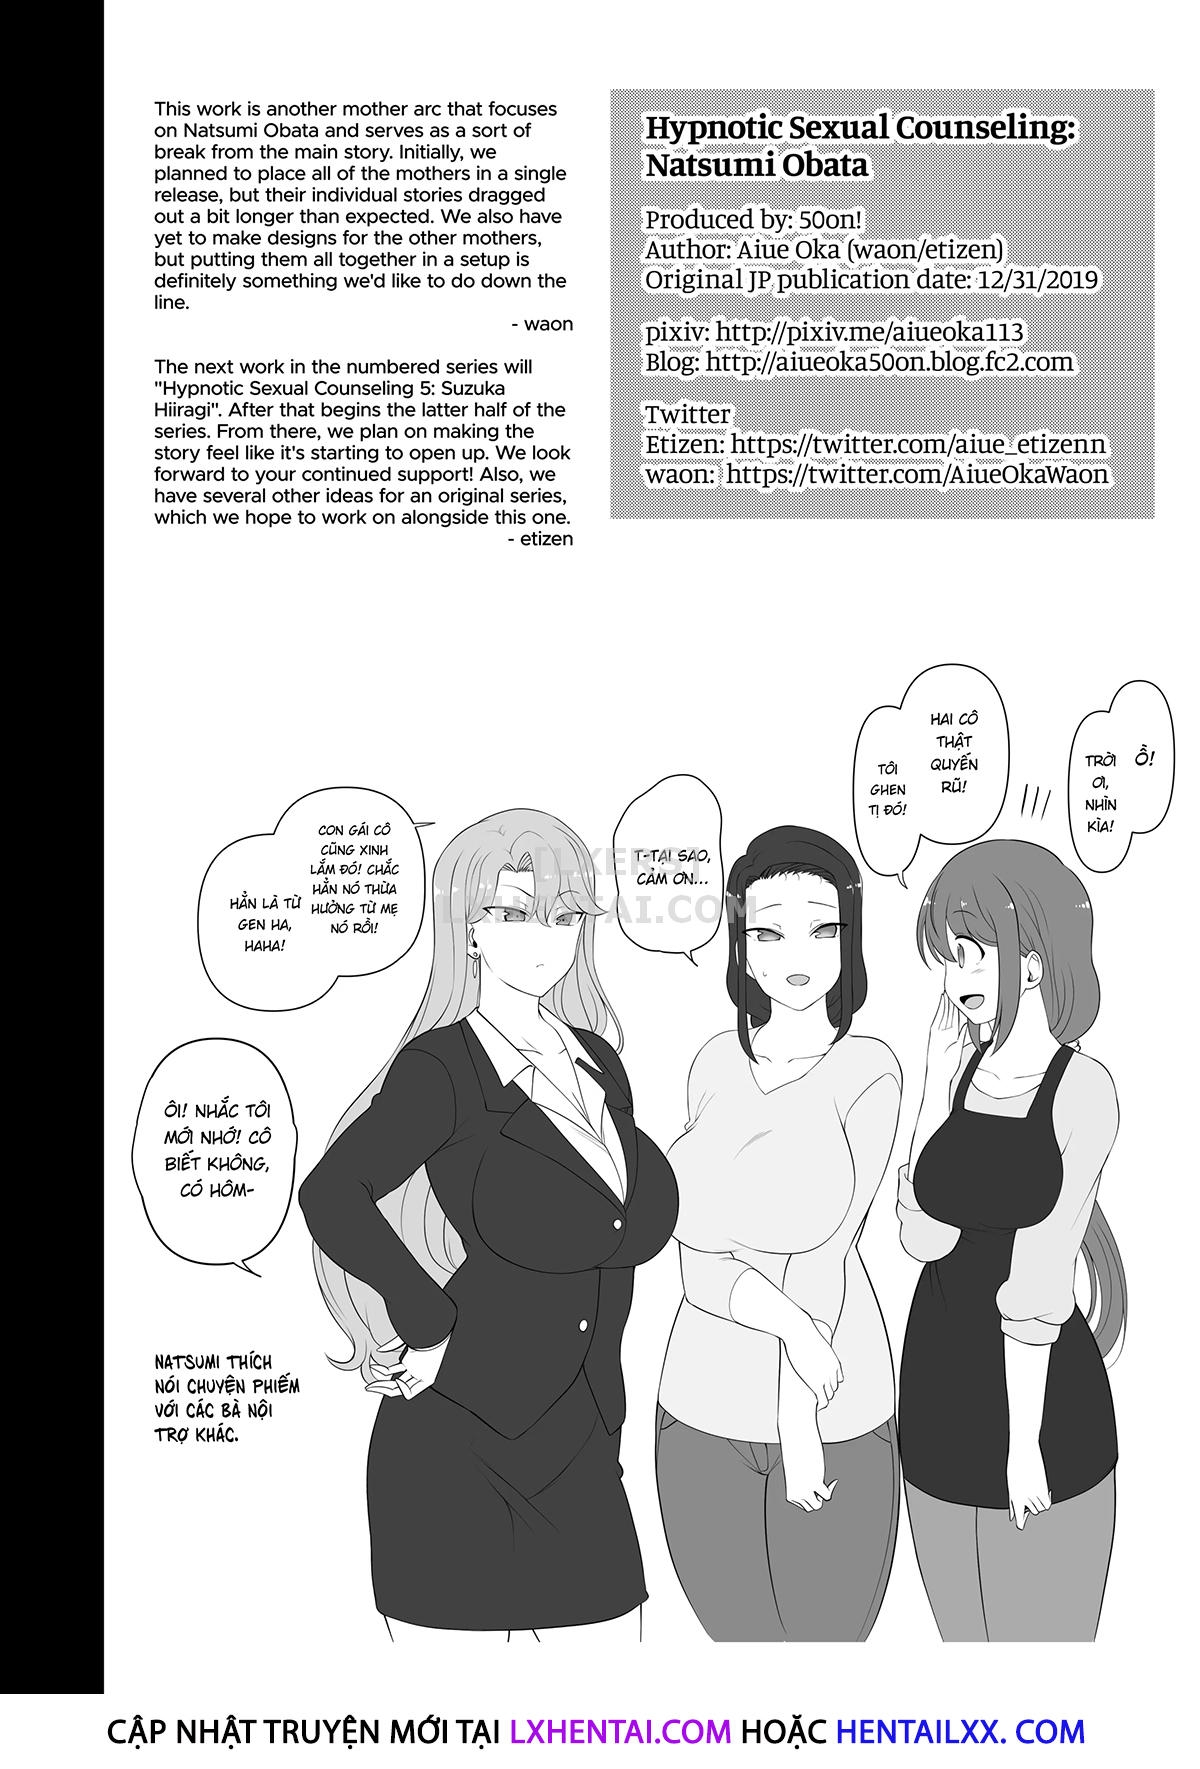 This work is another mother arc that focuses
on Natsumi Obata and serves as a sort of
break from the main story. Initially, we
planned to place all of the mothers in a single
release, but their individual stories dragged
out a bit longer than expected. We also have
yet to make designs for the other mothers,
but putting them all together in a setup is
definitely something we'd like to do down the
line.
- waon
The next work in the numbered series will
"Hypnotic Sexual Counseling 5: Suzuka
Hiiragi". After that begins the latter half of the
series. From there, we plan on making the
story feel like it's starting to open up. We look
forward to your continued support! Also, we
have several other ideas for an original series,
which we hope to work on alongside this one.
- etizen
Hypnotic Sexual Counseling:
Natsumi Obata
Produced by: 50on!
Author: Aiue Oka (waon/etizen)
Original JP publication date: 12/31/2019
pixiv: http://pixiv.me/aiueoka113
Blog: http://aiueoka50on.blog.fc2.com
Twitter
Etizen: https://twitter.com/aiue_etizenn
waon: https://twitter.com/AiueOkaWaon
Ồ!
TRỜI
ƠI,
NHÌN
KÌA!
HAI CÔ
THẬT
QUYẾN
RŨ!
TÔI
GHEN
TỊ ĐÓ!
T-TẠI SAO,
CẢM ƠN...
CON GÁI CÔ
CŨNG XINH
LẮM ĐÓ! CHẮC
HẲN NÓ THỪA
HƯỞNG TỪ MẸ
NÓ RỒI!
HẲN LÀ TỪ
GEN HA,
HAHA!
ÔI! NHẮC TÔI
MỚI NHỚ! CÔ
BIẾT KHÔNG,
CÓ HÔM-
NATSUMI THÍCH
NÓI CHUYỆN PHIẾM
VỚI CÁC BÀ NỘI
TRỢ KHÁC.
[LXERS]
LXHENTAI.COM
CẬP NHẬT TRUYỆN MỚI TẠI LXHENTAI.COM HOẶC HENTAILXX. COM